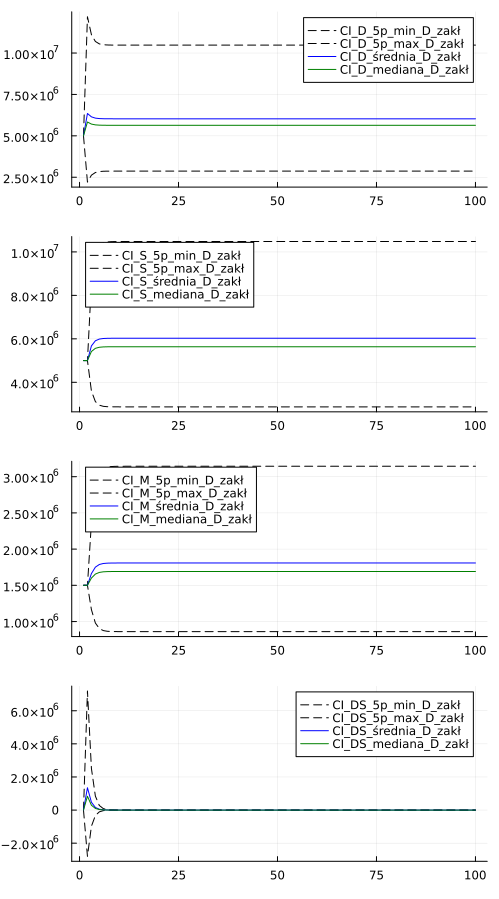 1.00×10⁷
7.50×10⁶
5.00×10⁶
2.50×10⁶
CI_D_5p_min_D_zakł
CI_D_5p_max_D_zakł
CI_D_średnia_D_zakł
CI_D_mediana_D_zakł
0 25 50 75 100
1.0×10⁷
8.0×10⁶
6.0×10⁶
4.0×10⁶
CI_S_5p_min_D_zakł
CI_S_5p_max_D_zakł
CI_S_średnia_D_zakł
CI_S_mediana_D_zakł
0 25 50 75 100
3.00×10⁶
2.50×10⁶
2.00×10⁶
1.50×10⁶
1.00×10⁶
CI_M_5p_min_D_zakł
CI_M_5p_max_D_zakł
CI_M_średnia_D_zakł
CI_M_mediana_D_zakł
0 25 50 75 100
6.0×10⁶
4.0×10⁶
2.0×10⁶
0
−2.0×10⁶
CI_DS_5p_min_D_zakł
CI_DS_5p_max_D_zakł
CI_DS_średnia_D_zakł
CI_DS_mediana_D_zakł
0 25 50 75 100